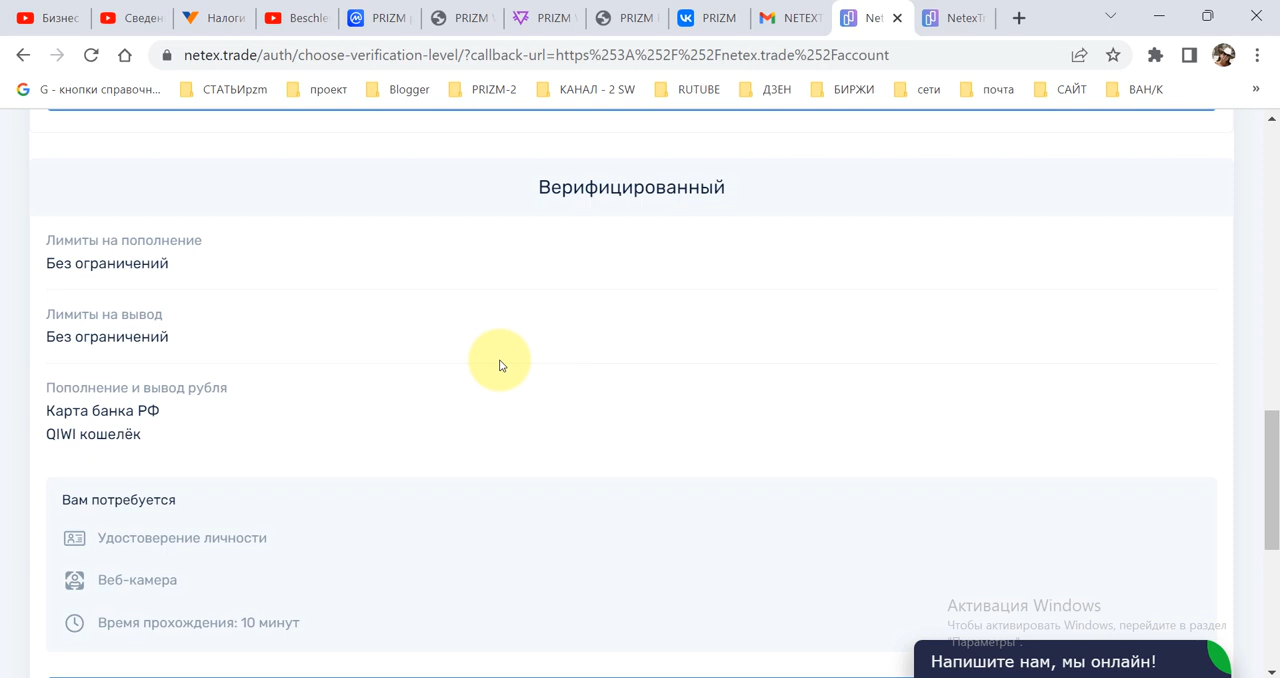 Бизнес
Сведен
Налоги
Beschle
PRIZM
PRIZM
PRIZM
PRIZM
PRIZM
NETEX
Net
NetexTr
netex.trade/auth/choose-verification-level/?callback-url=https%253A%252F%252Fnetex.trade%252Faccount
G - кнопки справочн...
СТАТЬИpzm
проект
Blogger
PRIZM-2
КАНАЛ - 2 SW
RUTUBE
ДЗЕН
БИРЖИ
сети
почта
САЙТ
ВАН/К
»
Верифицированный
Лимиты на пополнение
Без ограничений
Лимиты на вывод
Без ограничений
Пополнение и вывод рубля
Карта банка РФ
QIWI кошелёк
Вам потребуется
Удостоверение личности
Веб-камера
Время прохождения: 10 минут
Активация Windows
Чтобы активировать Windows, перейдите в раздел
"Параметры".
Напишите нам, мы онлайн!